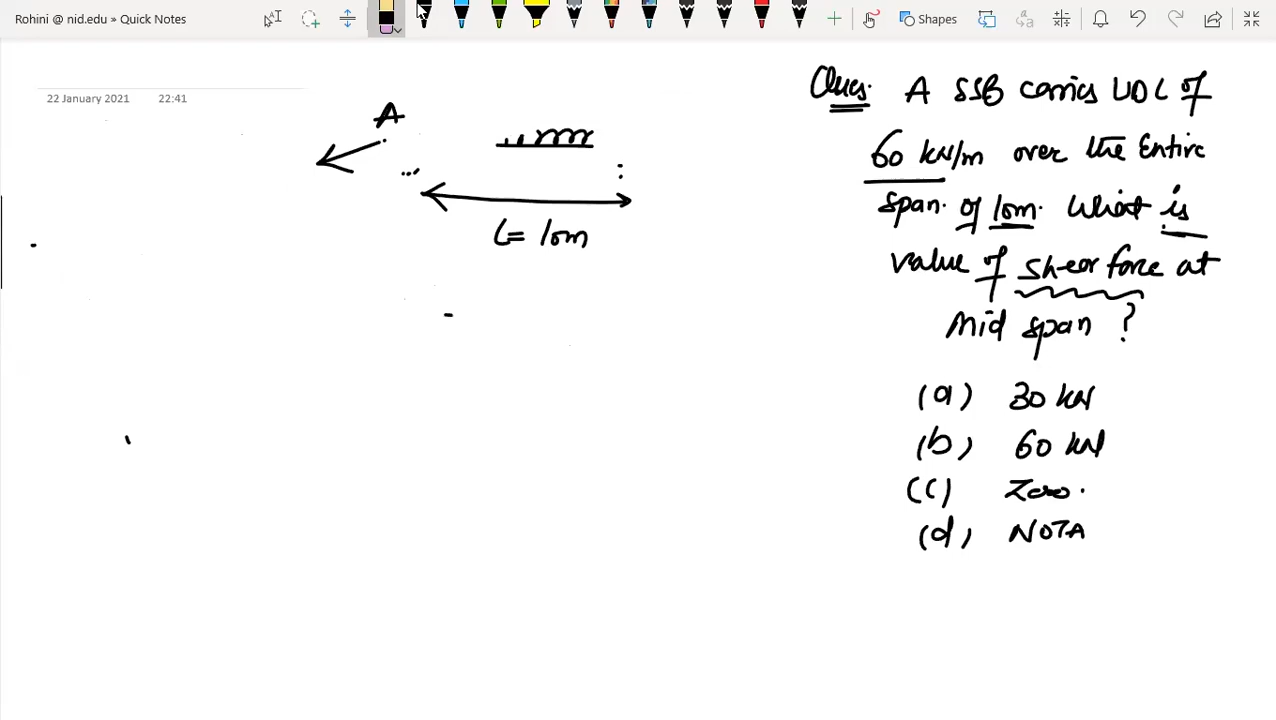 Rohini @ nid.edu » Quick Notes
Shapes
22 January 2021 22:41
A
L= 10m
Ques. A SSB carries UDL of
60 kN/m over the Entire
span of 10m. What is
value of Shear force at
Mid span ?
(a) 30 kN
(b) 60 kN
(c) Zero.
(d) NOTA